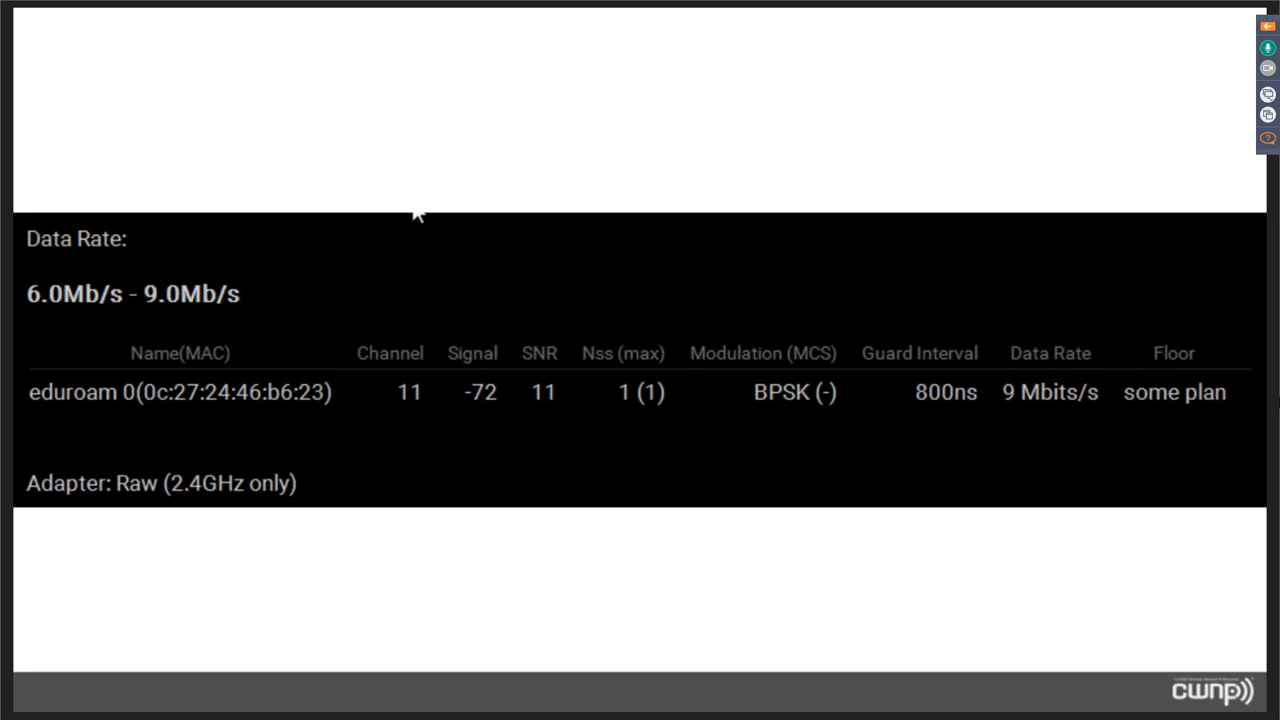 Data Rate:
6.0Mb/s - 9.0Mb/s
Name(MAC) Channel Signal SNR Nss (max) Modulation (MCS) Guard Interval Data Rate Floor
eduroam 0(0c:27:24:46:b6:23) 11 -72 11 1 (1) BPSK (-) 800ns 9 Mbits/s some plan
Adapter: Raw (2.4GHz only)
cwnp